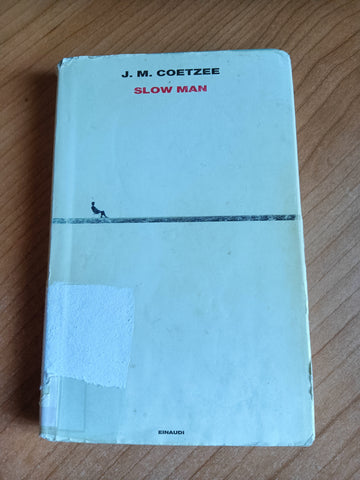 J. M. COETZEE
SLOW MAN
EINAUDI